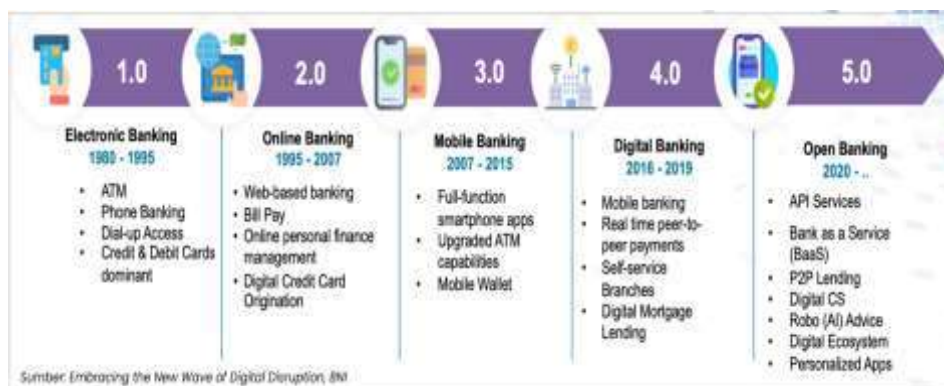 1.0
2.0
3.0
4.0
5.0
Electronic Banking
1980 - 1995
• ATM
• Phone Banking
• Dial-up Access
• Credit & Debit Cards
dominant
Online Banking
1995 - 2007
• Web-based banking
• Bill Pay
• Online personal finance
management
• Digital Credit Card
Origination
Mobile Banking
2007 - 2015
• Full-function
smartphone apps
• Upgraded ATM
capabilities
• Mobile Wallet
Digital Banking
2016 - 2019
• Mobile banking
• Real time peer-to-
peer payments
• Self-service
Branches
• Digital Mortgage
Lending
Open Banking
2020 - ..
• API Services
• Bank as a Service
(BaaS)
• P2P Lending
• Digital CS
• Robo (AI) Advice
• Digital Ecosystem
• Personalized Apps
Sumber: Embracing the New Wave of Digital Disruption, BNI